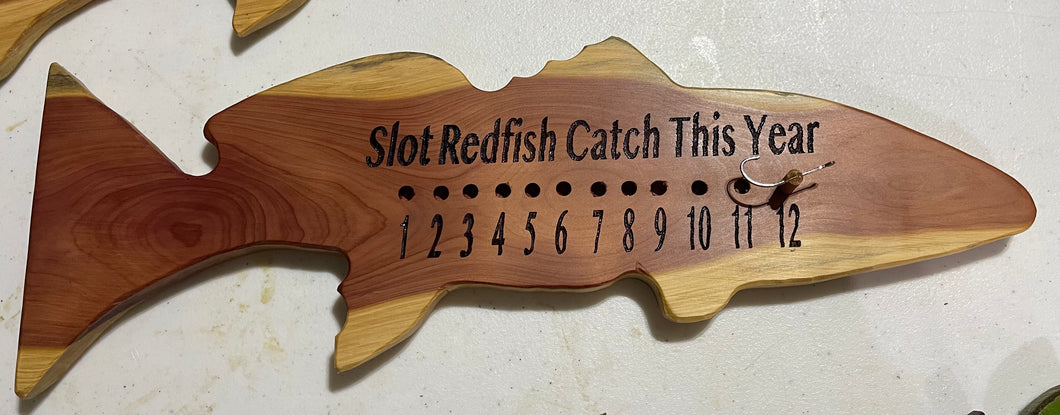 Slot Redfish Catch This Year
1 2 3 4 5 6 7 8 9 10 11 12